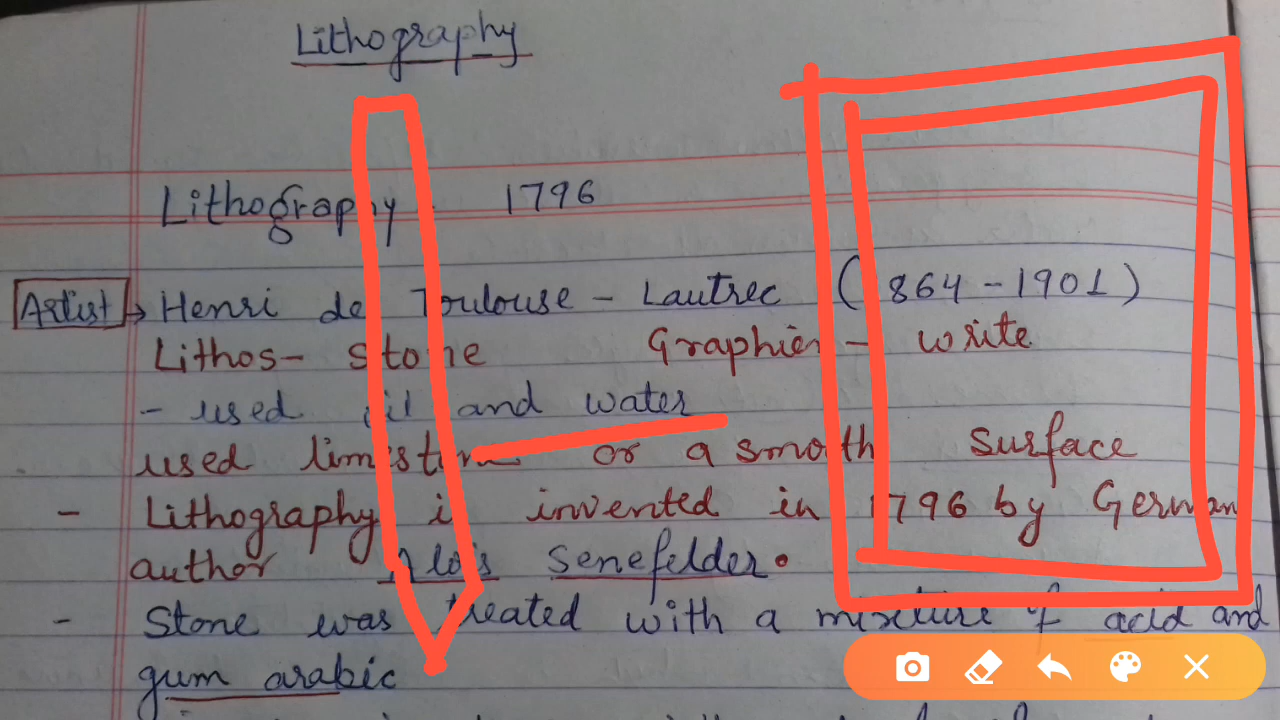 Lithography
Lithography 1796
Artist → Henri de Toulouse - Lautrec (1864 - 1901)
Lithos - stone Graphien - write
- used oil and water
used or a smooth surface
- Lithography is invented in 1796 by German
author Alois Senefelder.
- Stone was treated with a mixture of acid and
gum arabic